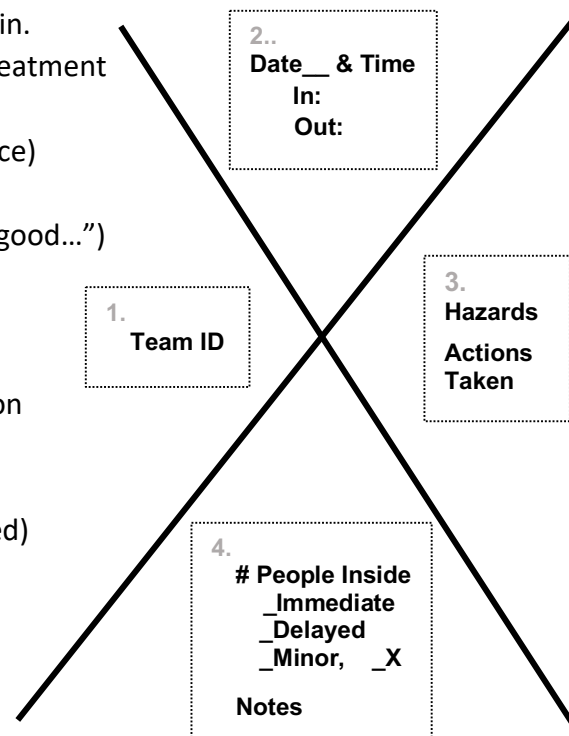 in.
eatment
ce)
good…”)
on
ed)
2..
Date__ & Time
In:
Out:
1.
Team ID
3.
Hazards
Actions
Taken
4.
# People Inside
_Immediate
_Delayed
_Minor, _X
Notes